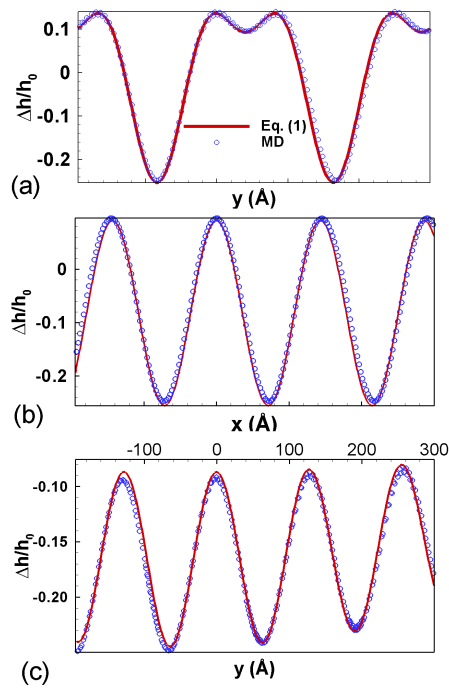 0.1
0
-0.1
-0.2
Δh/h0
Eq. (1)
MD
(a)
y (Å)
0
-0.1
-0.2
Δh/h0
(b)
x (Å)
-100 0 100 200 300
-0.10
-0.15
-0.20
Δh/h0
(c)
y (Å)